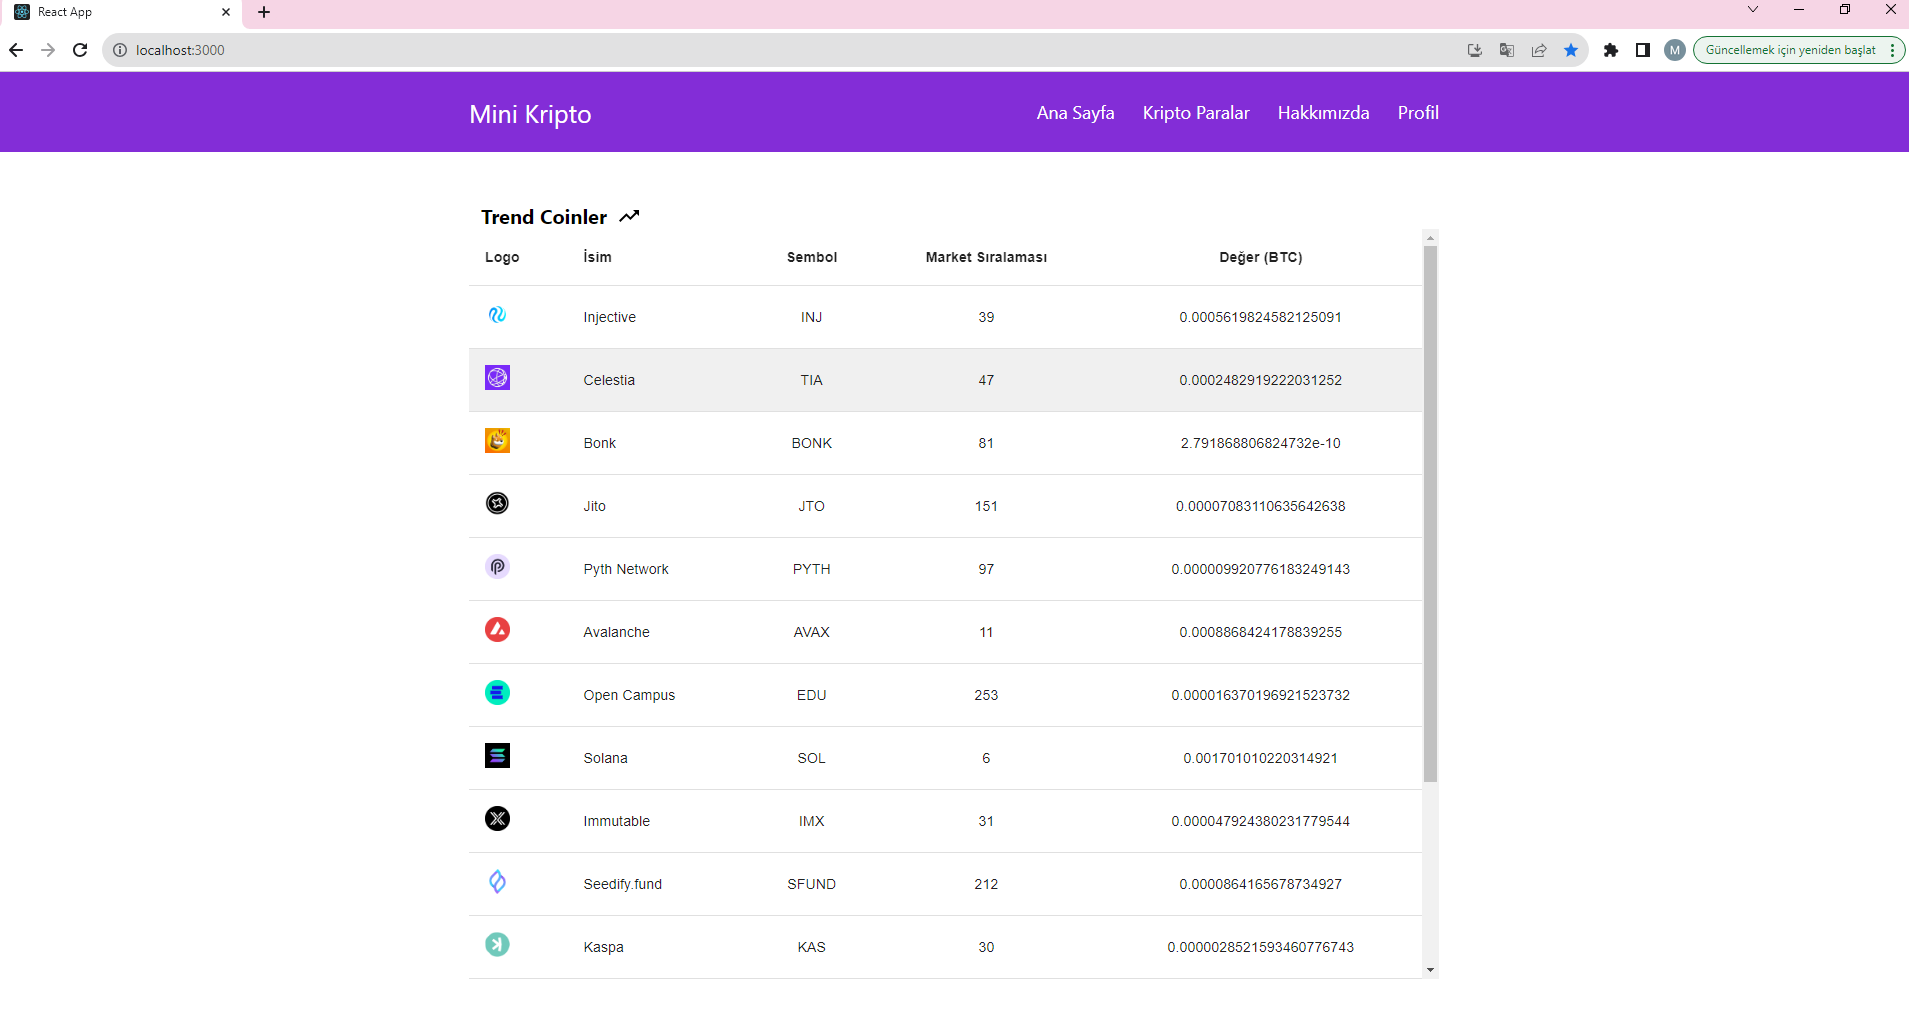 React App
localhost:3000
M
Güncellemek için yeniden başlat
Mini Kripto
Ana Sayfa Kripto Paralar Hakkımızda Profil
Trend Coinler
Logo İsim Sembol Market Sıralaması Değer (BTC)
Injective INJ 39 0.0005619824582125091
Celestia TIA 47 0.0002482919222031252
Bonk BONK 81 2.791868806824732e-10
Jito JTO 151 0.00007083110635642638
Pyth Network PYTH 97 0.000009920776183249143
Avalanche AVAX 11 0.0008868424178839255
Open Campus EDU 253 0.000016370196921523732
Solana SOL 6 0.001701010220314921
Immutable IMX 31 0.000047924380231779544
Seedify.fund SFUND 212 0.0000864165678734927
Kaspa KAS 30 0.0000028521593460776743